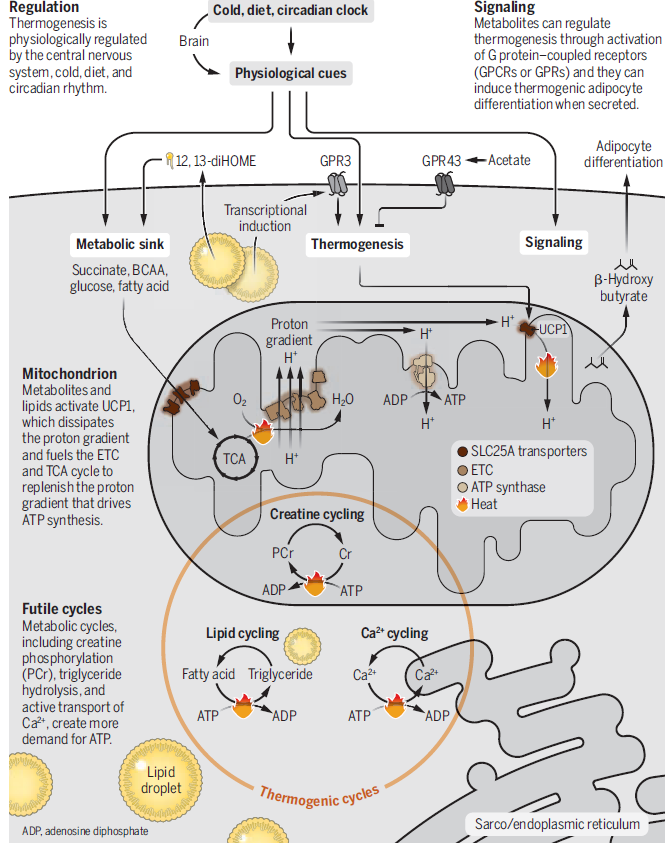 Regulation
Thermogenesis is
physiologically regulated
by the central nervous
system, cold, diet, and
circadian rhythm.
Cold, diet, circadian clock
Brain
Physiological cues
Signaling
Metabolites can regulate
thermogenesis through activation
of G protein–coupled receptors
(GPCRs or GPRs) and they can
induce thermogenic adipocyte
differentiation when secreted.
12, 13-diHOME
GPR3
GPR43
Acetate
Adipocyte
differentiation
Transcriptional
induction
Metabolic sink
Thermogenesis
Signaling
Succinate, BCAA,
glucose, fatty acid
β-Hydroxy
butyrate
Proton
gradient
H⁺
H⁺
H⁺
UCP1
Mitochondrion
Metabolites and
lipids activate UCP1,
which dissipates
the proton gradient
and fuels the ETC
and TCA cycle to
replenish the proton
gradient that drives
ATP synthesis.
O₂
H₂O
ADP
ATP
H⁺
H⁺
TCA
H⁺
SLC25A transporters
ETC
ATP synthase
Heat
Creatine cycling
PCr
Cr
ADP
ATP
Futile cycles
Metabolic cycles,
including creatine
phosphorylation
(PCr), triglyceride
hydrolysis, and
active transport of
Ca²⁺, create more
demand for ATP.
Lipid cycling
Fatty acid
Triglyceride
ATP
ADP
Ca²⁺ cycling
Ca²⁺
Ca²⁺
ATP
ADP
Thermogenic cycles
Lipid
droplet
Sarco/endoplasmic reticulum
ADP, adenosine diphosphate